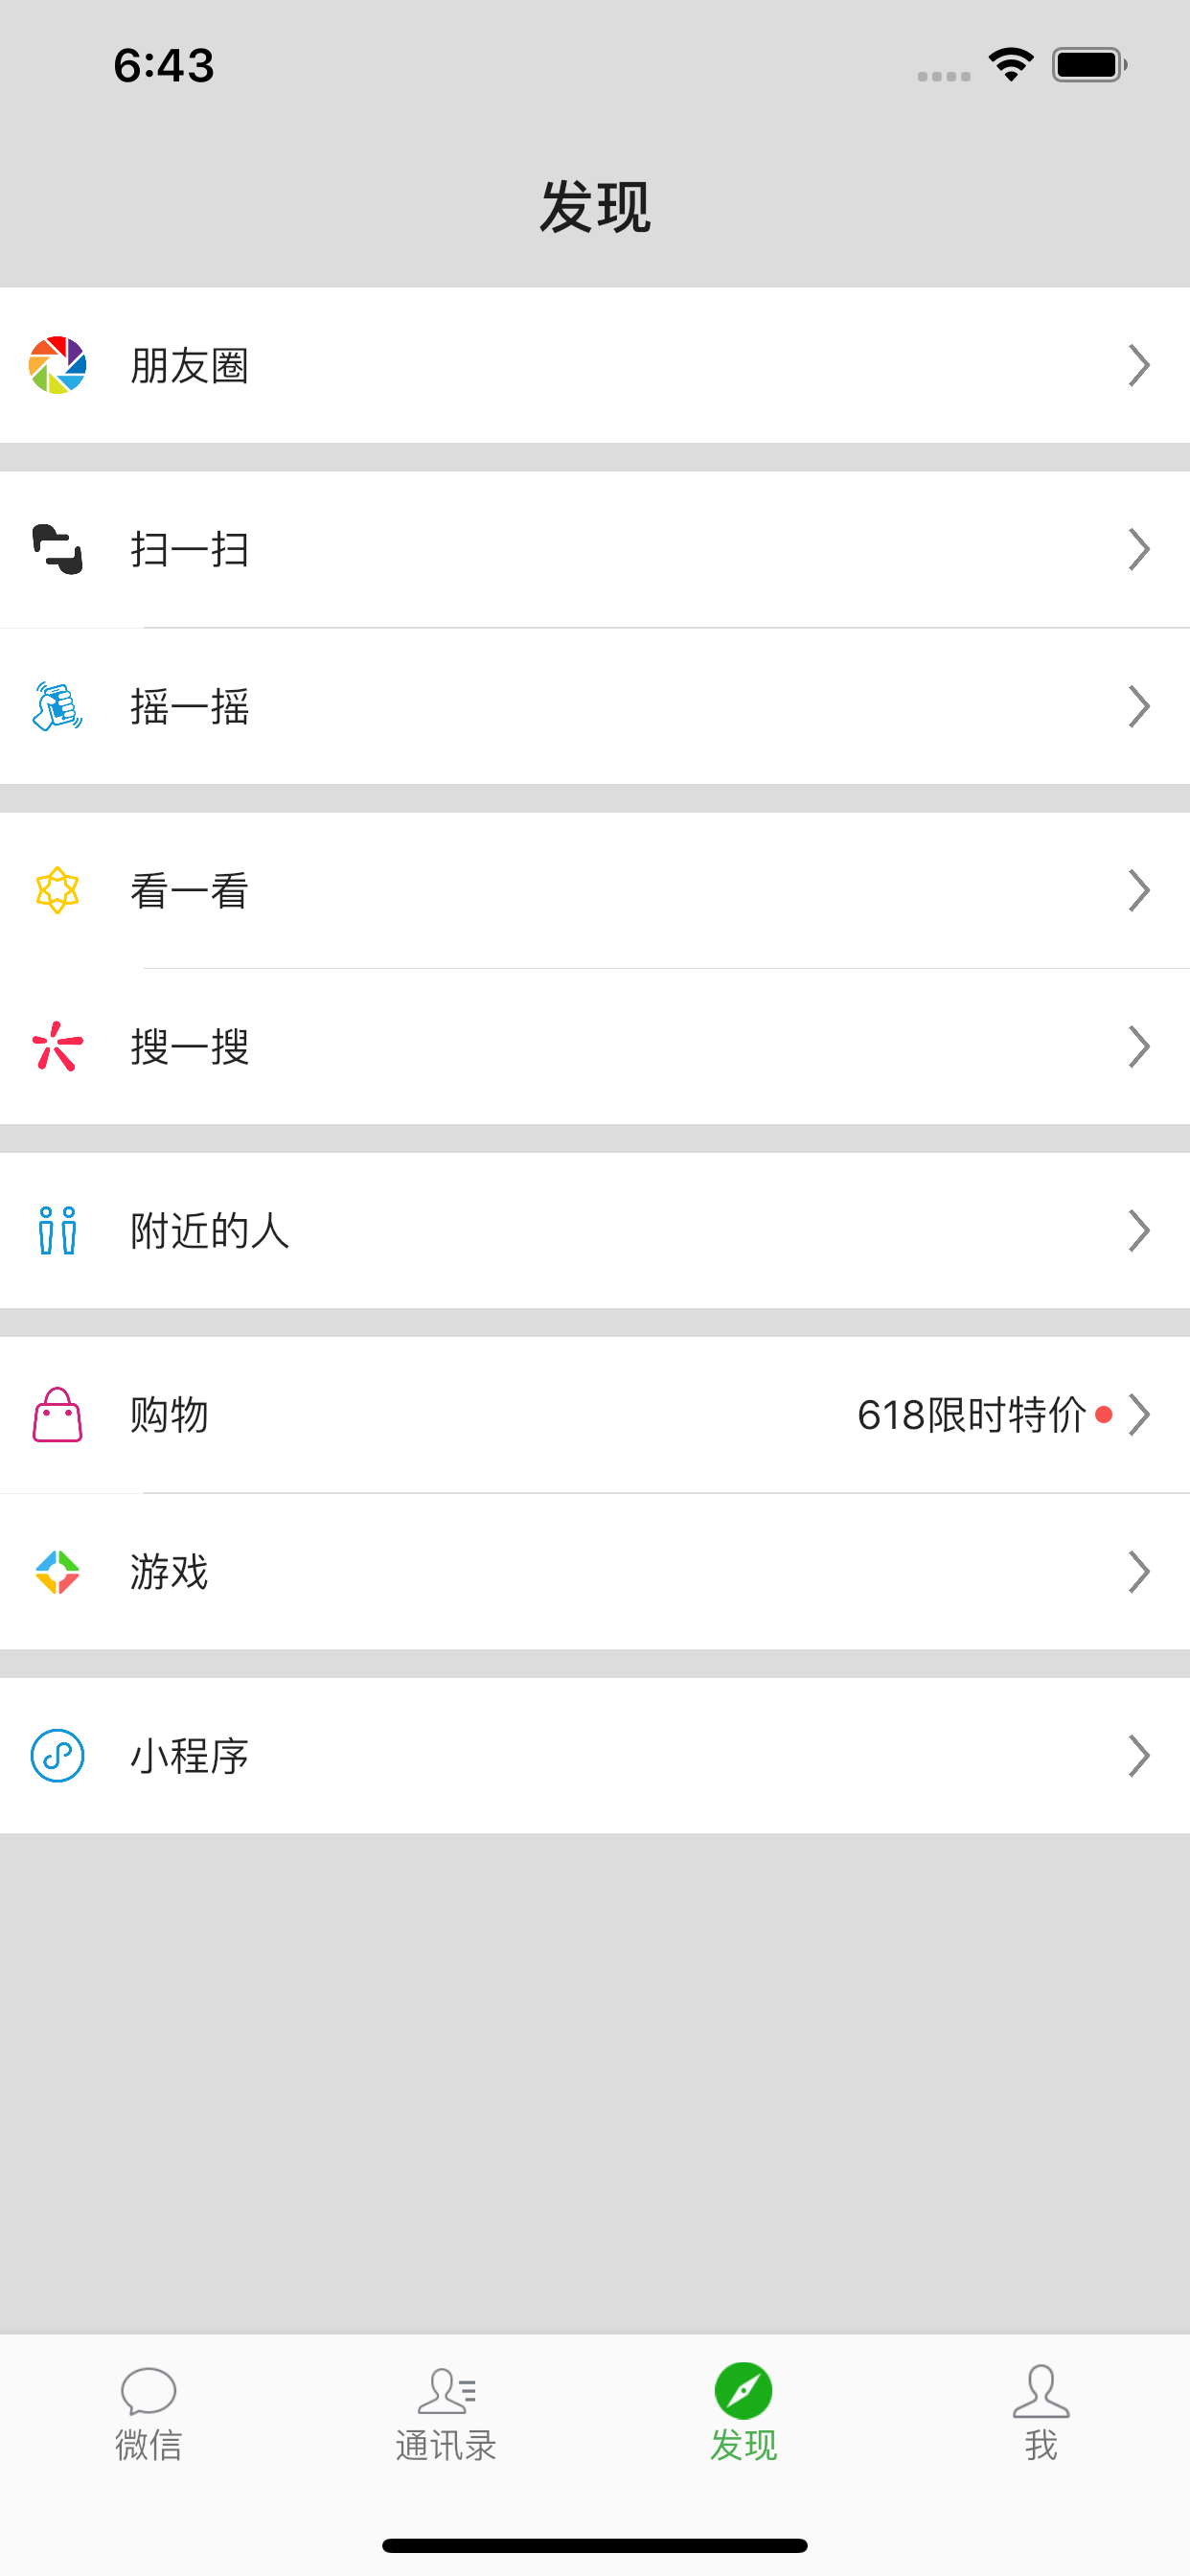 6:43
发现
朋友圈
扫一扫
摇一摇
看一看
搜一搜
附近的人
购物 618限时特价
游戏
小程序
微信 通讯录 发现 我